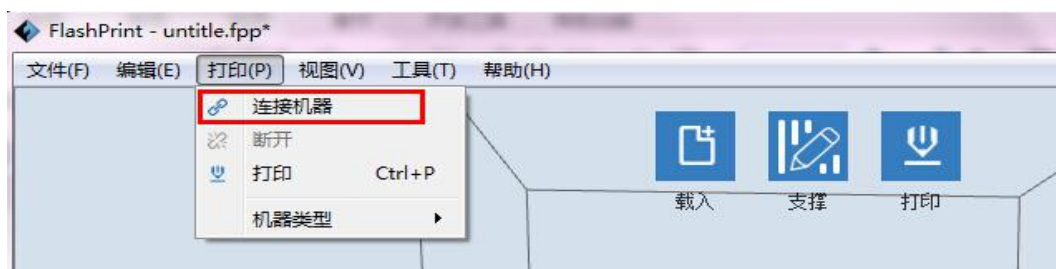 FlashPrint - untitle.fpp*
文件(F) 编辑(E) 打印(P) 视图(V) 工具(T) 帮助(H)
连接机器
断开
打印 Ctrl+P
机器类型
载入 支撑 打印